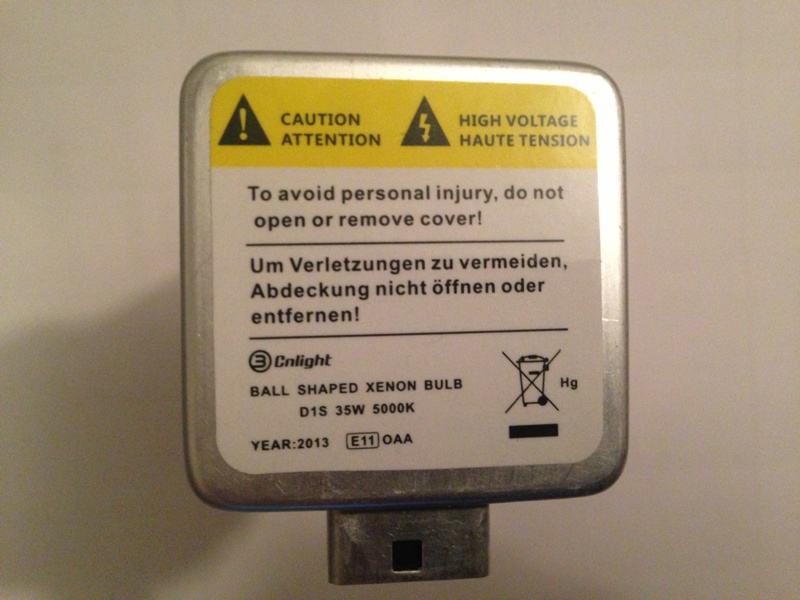 CAUTION
ATTENTION
HIGH VOLTAGE
HAUTE TENSION
To avoid personal injury, do not
open or remove cover!
Um Verletzungen zu vermeiden,
Abdeckung nicht öffnen oder
entfernen!
Cnlight
BALL SHAPED XENON BULB
D1S 35W 5000K
Hg
YEAR:2013 E11 OAA